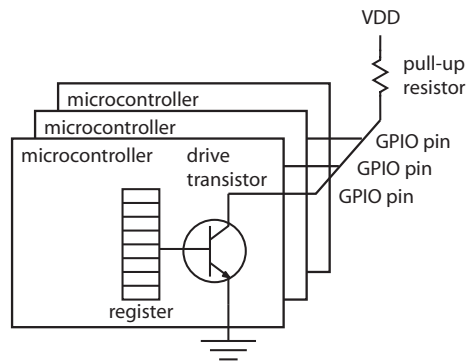 VDD
pull-up
resistor
microcontroller
microcontroller
GPIO pin
microcontroller
drive
transistor
GPIO pin
GPIO pin
register